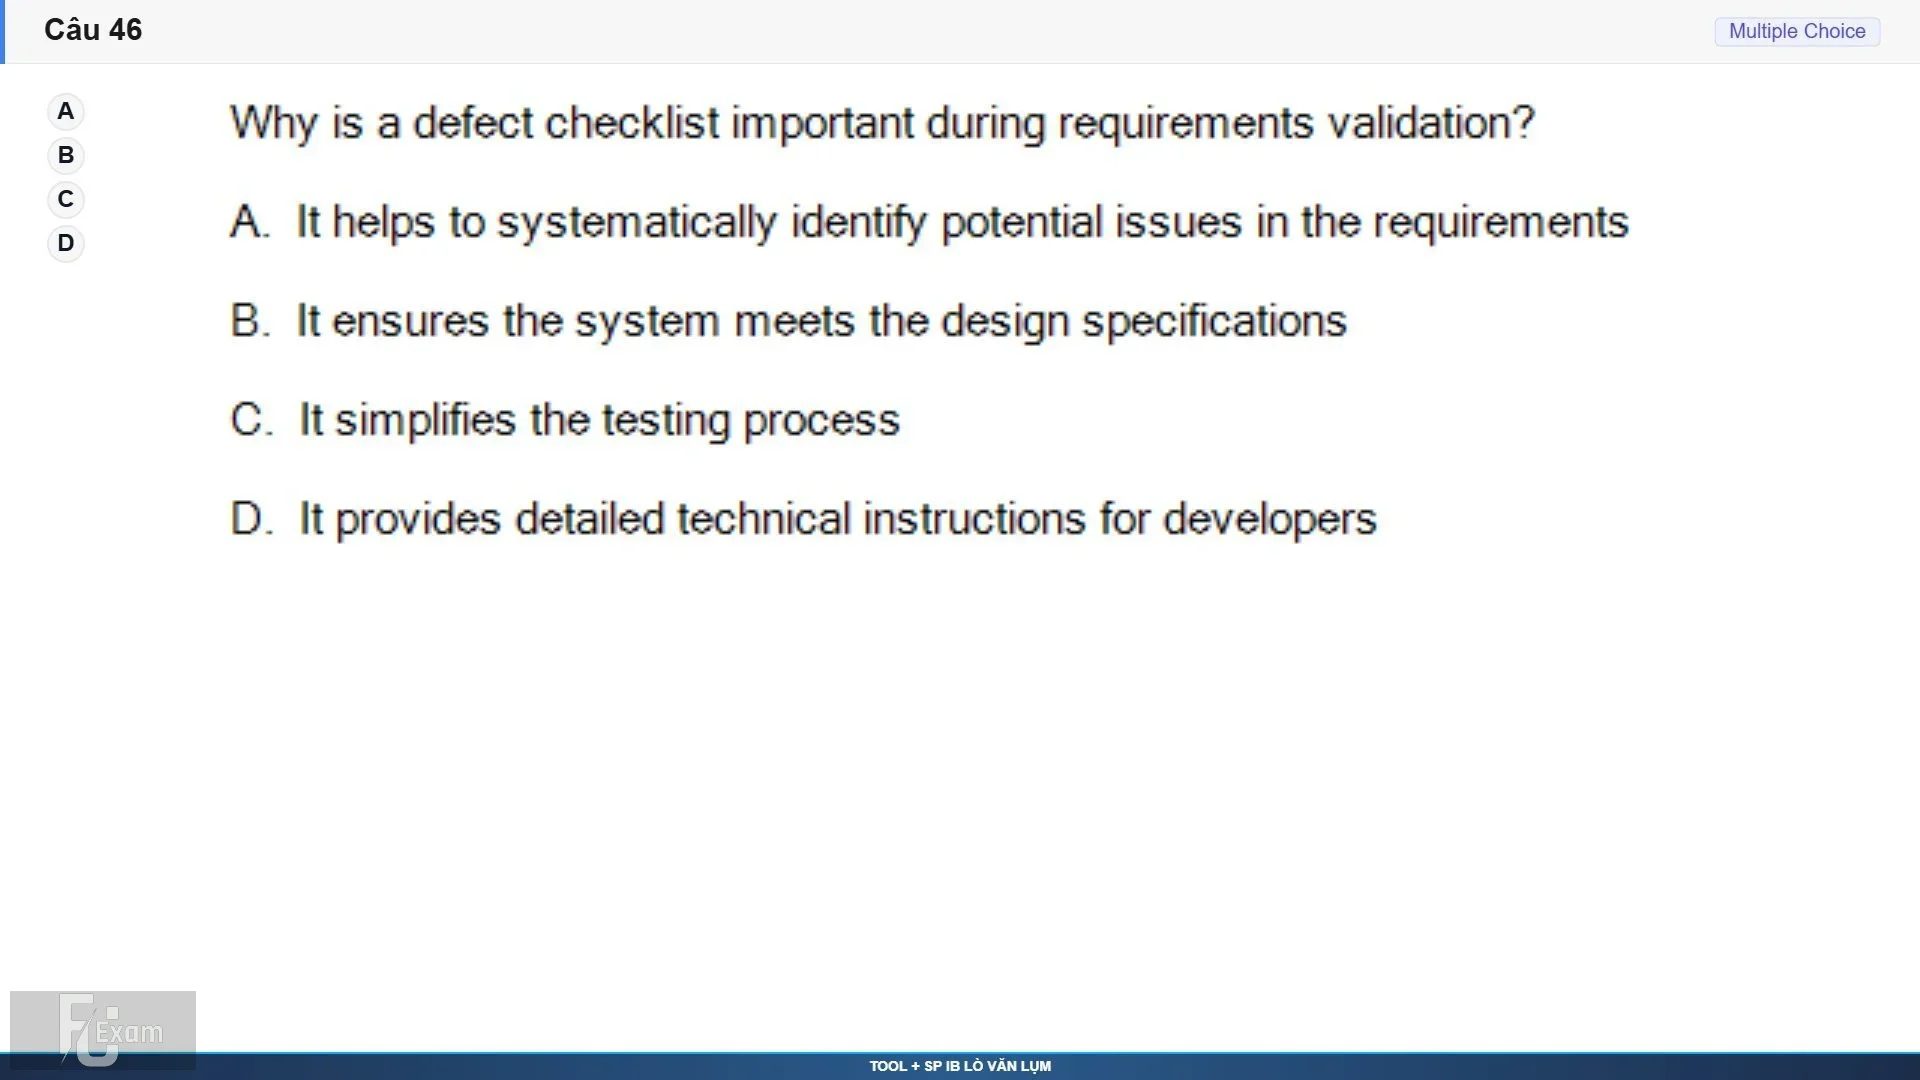 Câu 46
Multiple Choice
A
B
C
D
Why is a defect checklist important during requirements validation?
A. It helps to systematically identify potential issues in the requirements
B. It ensures the system meets the design specifications
C. It simplifies the testing process
D. It provides detailed technical instructions for developers
FU Exam
TOOL + SP IB LÒ VĂN LỤM